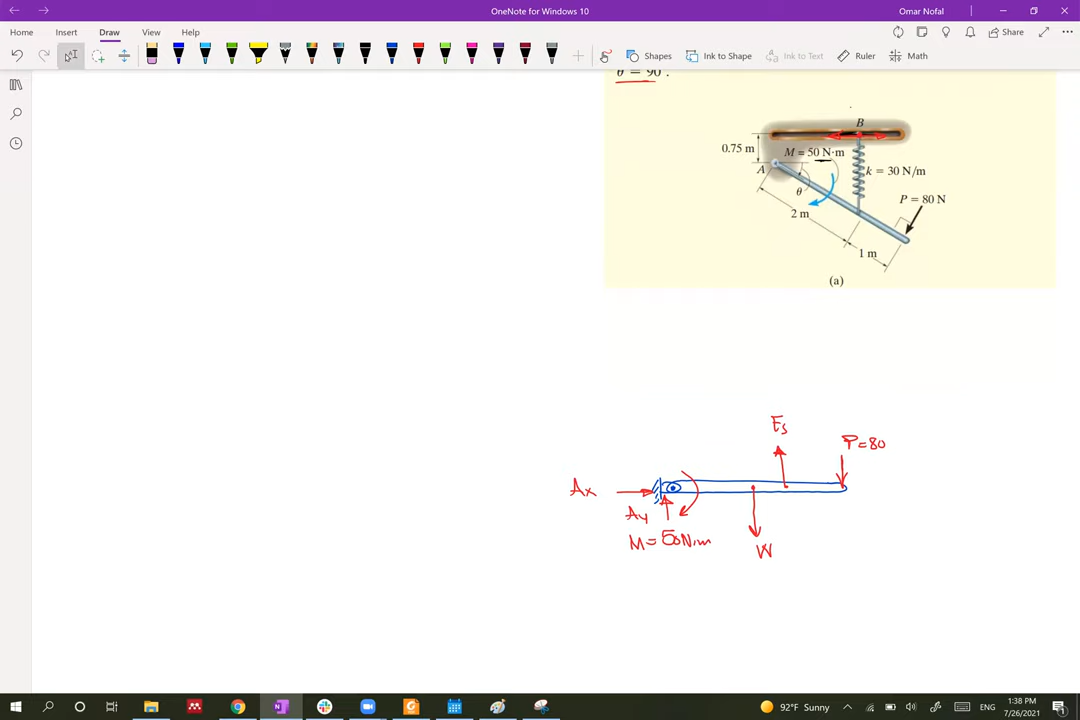 OneNote for Windows 10
Omar Nofal
Home Insert Draw View Help
Share
Shapes
Ink to Shape
Ink to Text
Ruler
Math
θ = 90°.
B
0.75 m
M = 50 N·m
A
k = 30 N/m
θ
P = 80 N
2 m
1 m
(a)
Fs
P=80
Ax
Ay
M = 50N.m
W
92°F Sunny
ENG
1:38 PM
7/26/2021